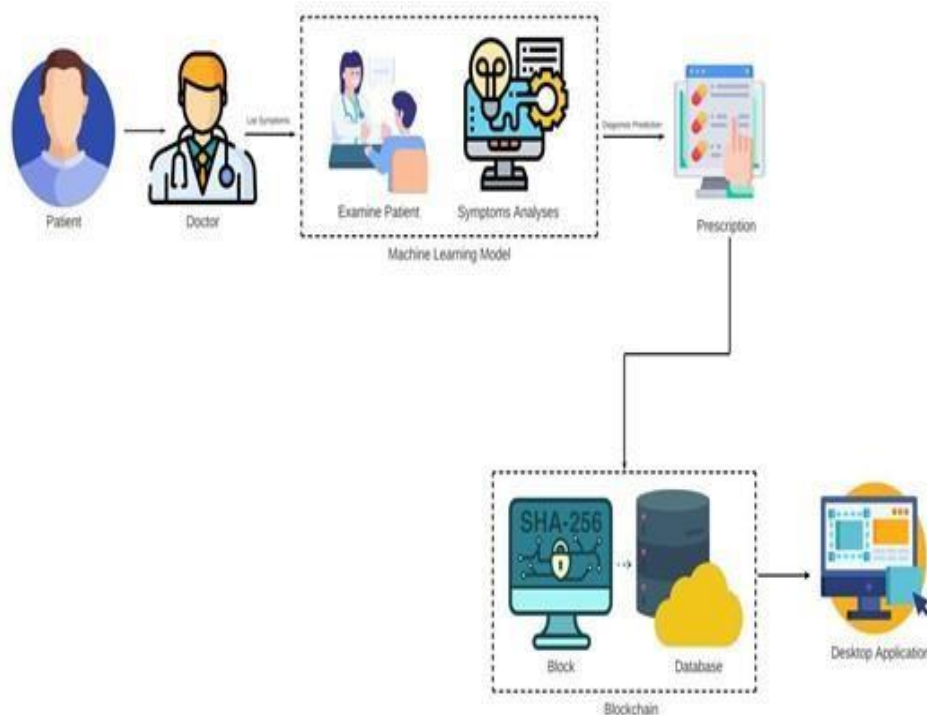 Patient
Doctor
List Symptoms
Examine Patient
Symptoms Analyses
Machine Learning Model
Diagnosis Prediction
Prescription
SHA-256
Block
Database
Blockchain
Desktop Application